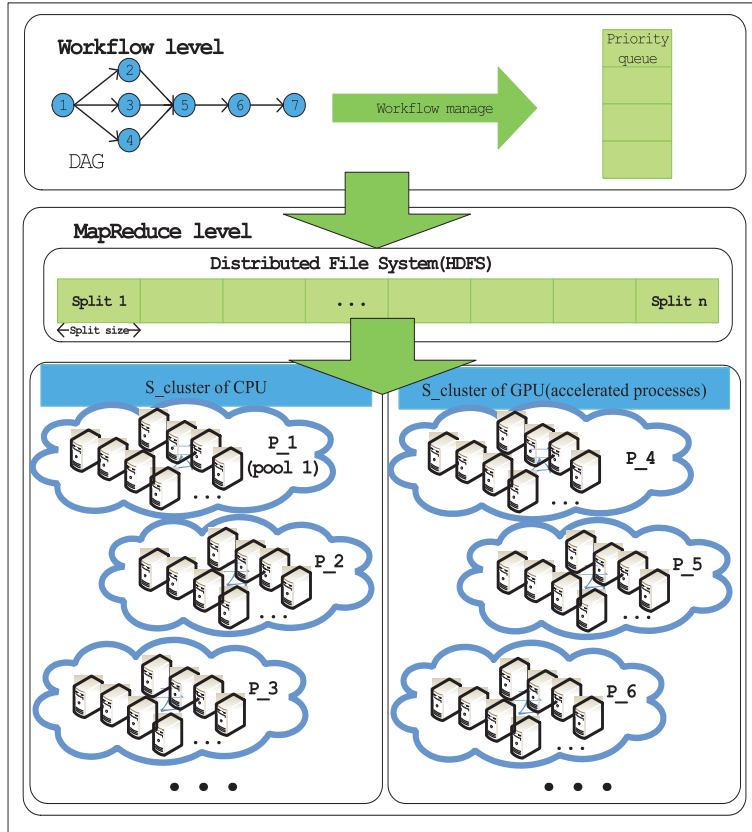 Workflow level
Priority
queue
1
2
3
4
5
6
7
DAG
Workflow manage
MapReduce level
Distributed File System(HDFS)
Split 1
...
Split n
Split size
S_cluster of CPU
S_cluster of GPU(accelerated processes)
P_1
(pool 1)
...
P_4
...
P_2
...
P_5
...
P_3
...
P_6
...
...
...